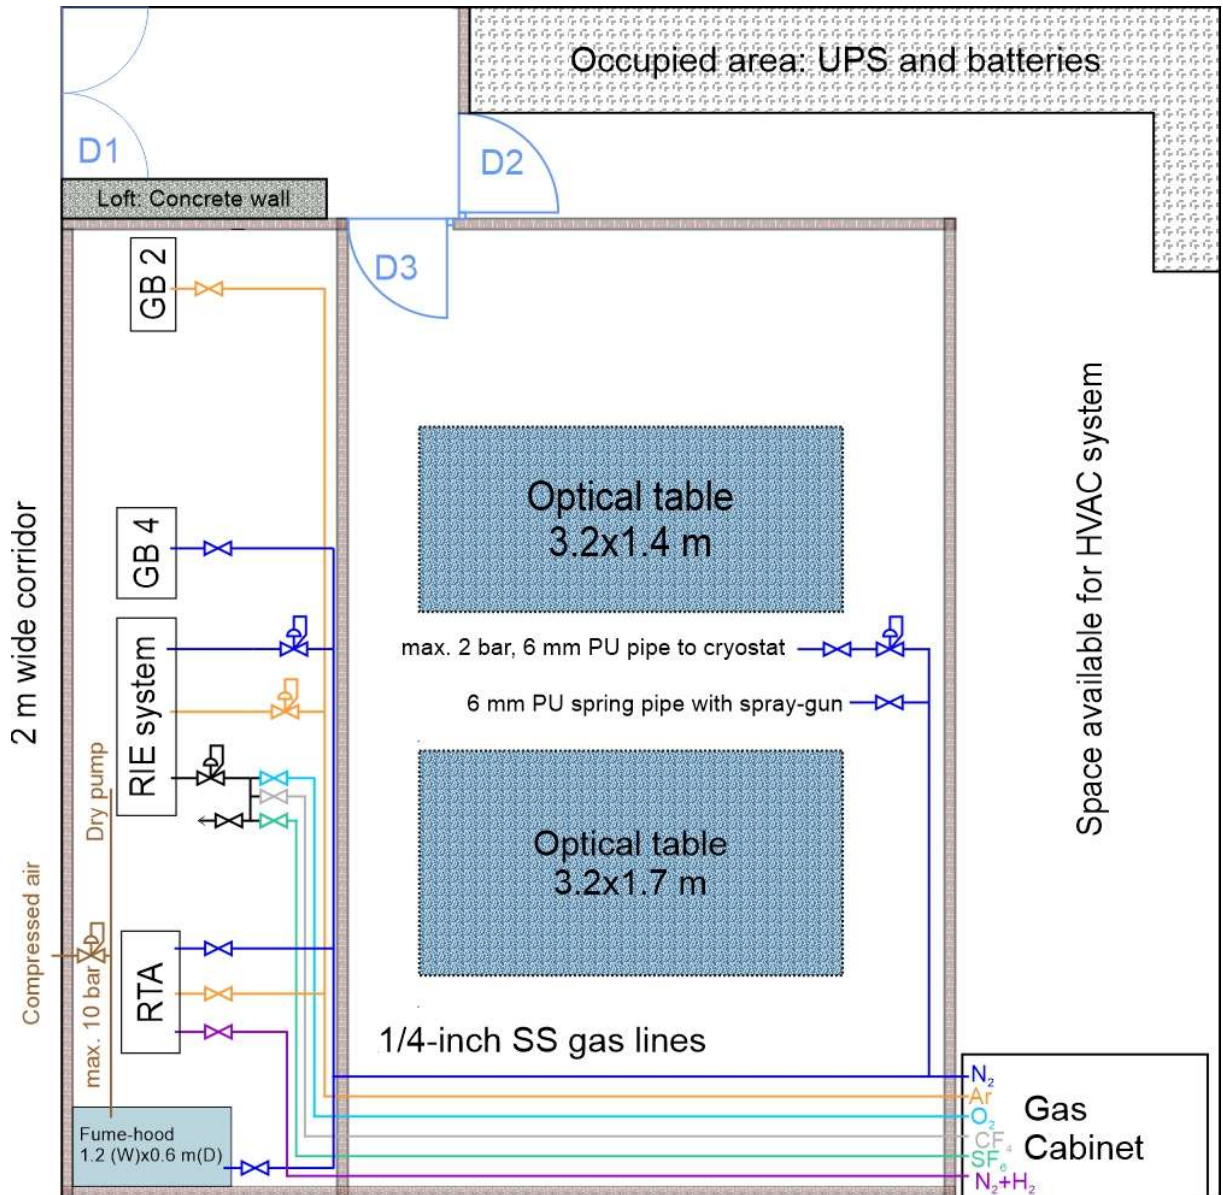 Occupied area: UPS and batteries
D1
D2
Loft: Concrete wall
D3
GB 2
2 m wide corridor
GB 4
Optical table
3.2x1.4 m
Space available for HVAC system
RIE system
max. 2 bar, 6 mm PU pipe to cryostat
6 mm PU spring pipe with spray-gun
Dry pump
Optical table
3.2x1.7 m
Compressed air
max. 10 bar
RTA
1/4-inch SS gas lines
N₂
Ar
O₂
CF₄
SF₆
N₂+H₂
Gas
Cabinet
Fume-hood
1.2 (W)x0.6 m(D)